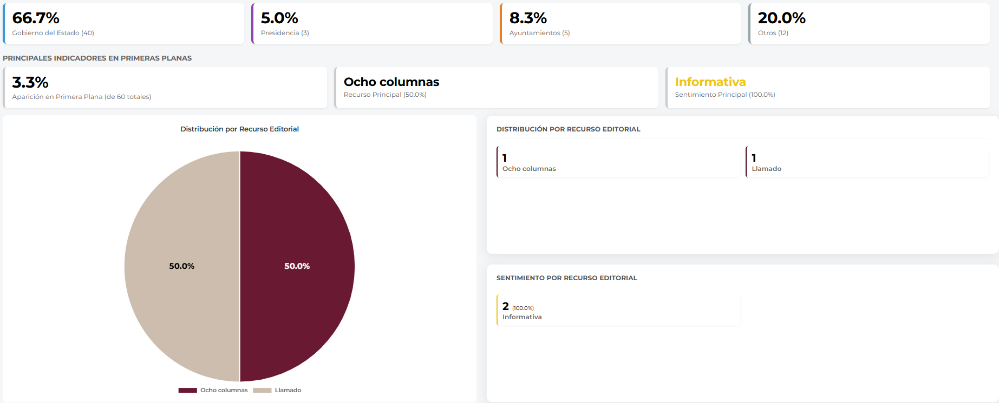 66.7%
Gobierno del Estado (40)
5.0%
Presidencia (3)
8.3%
Ayuntamientos (5)
20.0%
Otros (12)
PRINCIPALES INDICADORES EN PRIMERAS PLANAS
3.3%
Aparición en Primera Plana (de 60 totales)
Ocho columnas
Recurso Principal (50.0%)
Informativa
Sentimiento Principal (100.0%)
Distribución por Recurso Editorial
50.0%
50.0%
Ocho columnas
Llamado
DISTRIBUCIÓN POR RECURSO EDITORIAL
1
Ocho columnas
1
Llamado
SENTIMIENTO POR RECURSO EDITORIAL
2 (100.0%)
Informativa